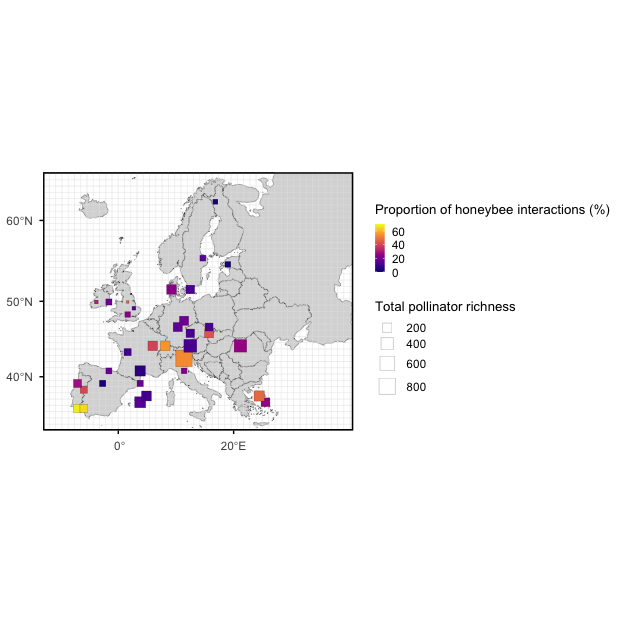 60°N
50°N
40°N
0°
20°E
Proportion of honeybee interactions (%)
60
40
20
0
Total pollinator richness
200
400
600
800